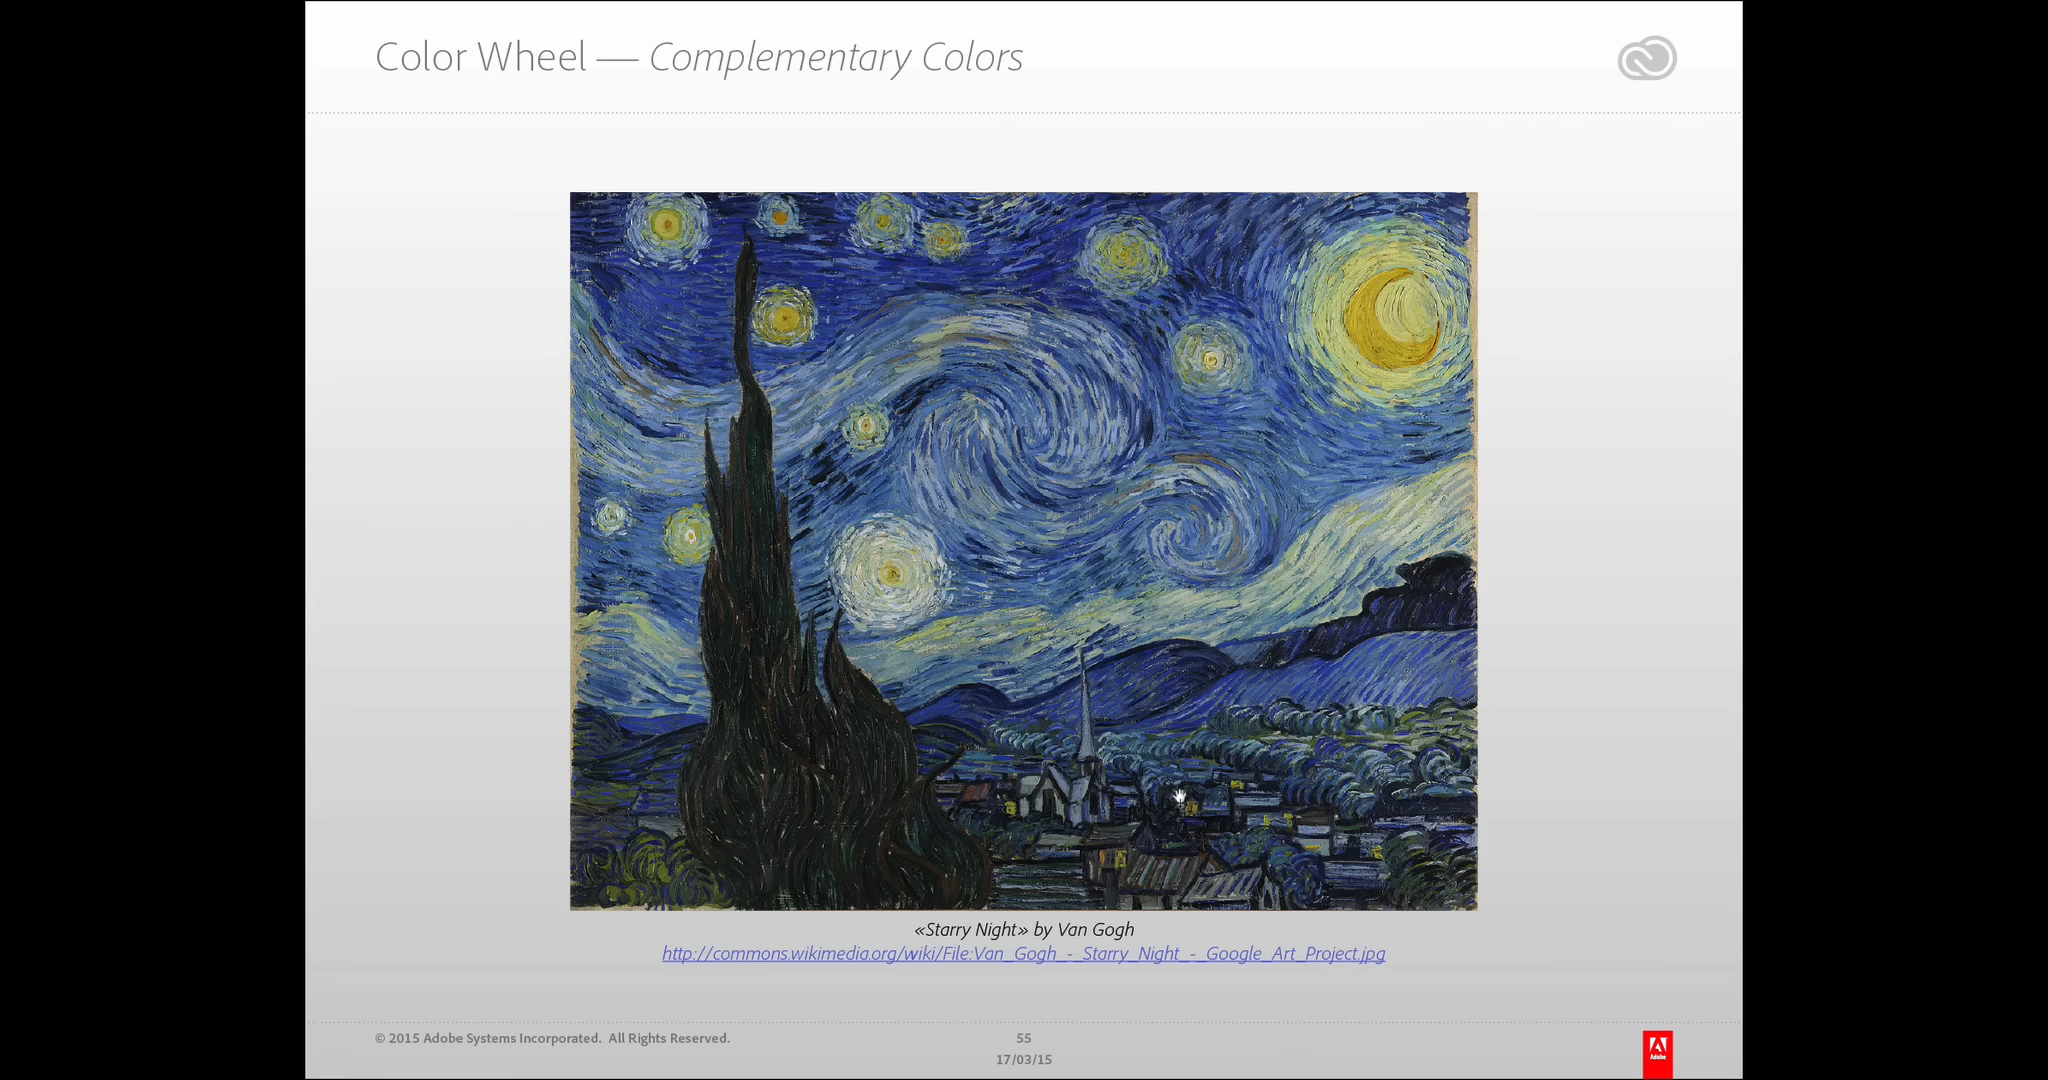 Color Wheel — Complementary Colors
«Starry Night» by Van Gogh
http://commons.wikimedia.org/wiki/File:Van_Gogh_-_Starry_Night_-_Google_Art_Project.jpg
© 2015 Adobe Systems Incorporated. All Rights Reserved.
55
17/03/15
Adobe